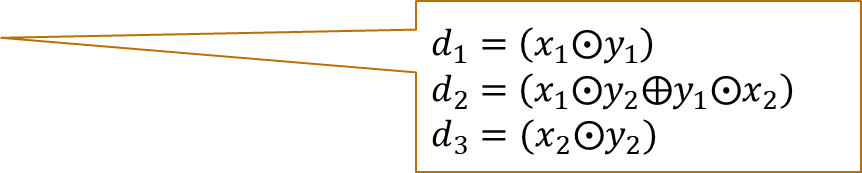 𝑑₁ = (𝑥₁⨀𝑦₁)
𝑑₂ = (𝑥₁⨀𝑦₂⨁𝑦₁⨀𝑥₂)
𝑑₃ = (𝑥₂⨀𝑦₂)